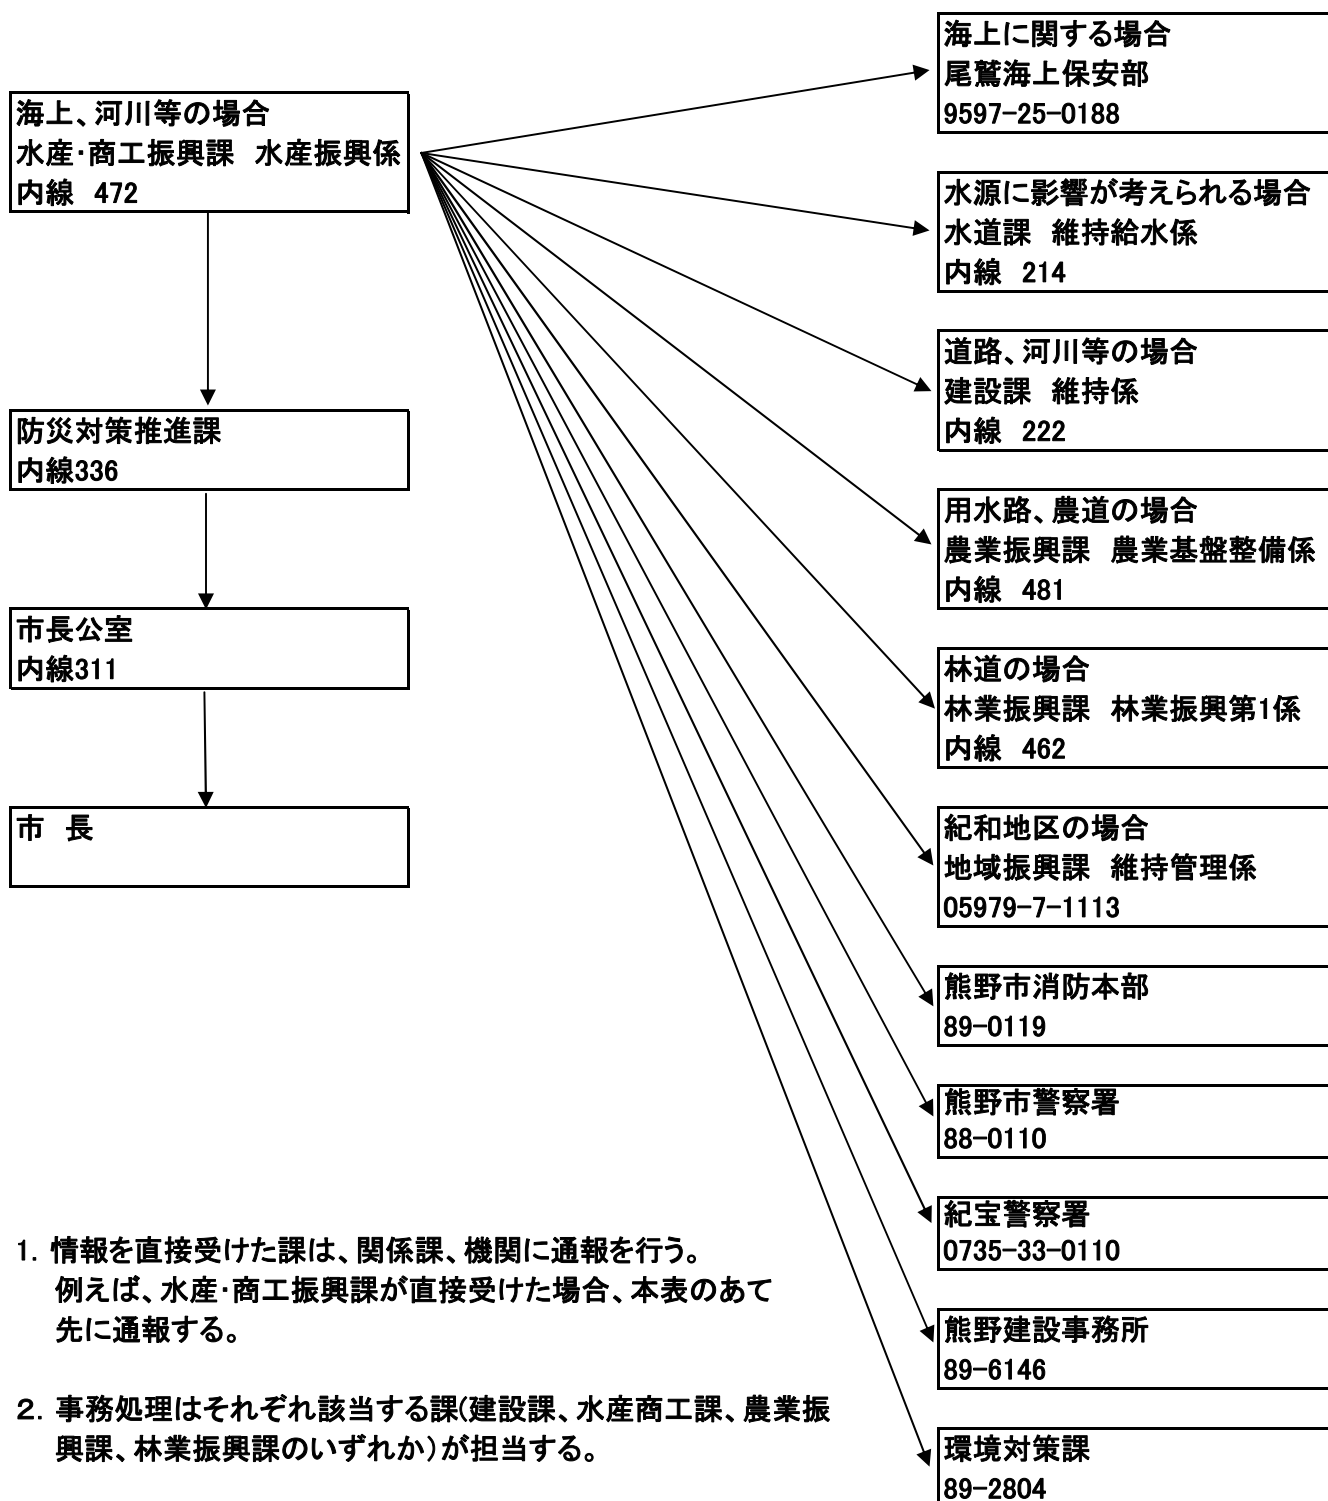 海上、河川等の場合
水産・商工振興課　水産振興係
内線　472
防災対策推進課
内線336
市長公室
内線311
市　長
海上に関する場合
尾鷲海上保安部
9597-25-0188
水源に影響が考えられる場合
水道課　維持給水係
内線　214
道路、河川等の場合
建設課　維持係
内線　222
用水路、農道の場合
農業振興課　農業基盤整備係
内線　481
林道の場合
林業振興課　林業振興第1係
内線　462
紀和地区の場合
地域振興課　維持管理係
05979-7-1113
熊野市消防本部
89-0119
熊野市警察署
88-0110
紀宝警察署
0735-33-0110
熊野建設事務所
89-6146
環境対策課
89-2804
1. 情報を直接受けた課は、関係課、機関に通報を行う。
例えば、水産・商工振興課が直接受けた場合、本表のあて
先に通報する。
２．事務処理はそれぞれ該当する課(建設課、水産商工課、農業振
興課、林業振興課のいずれか）が担当する。